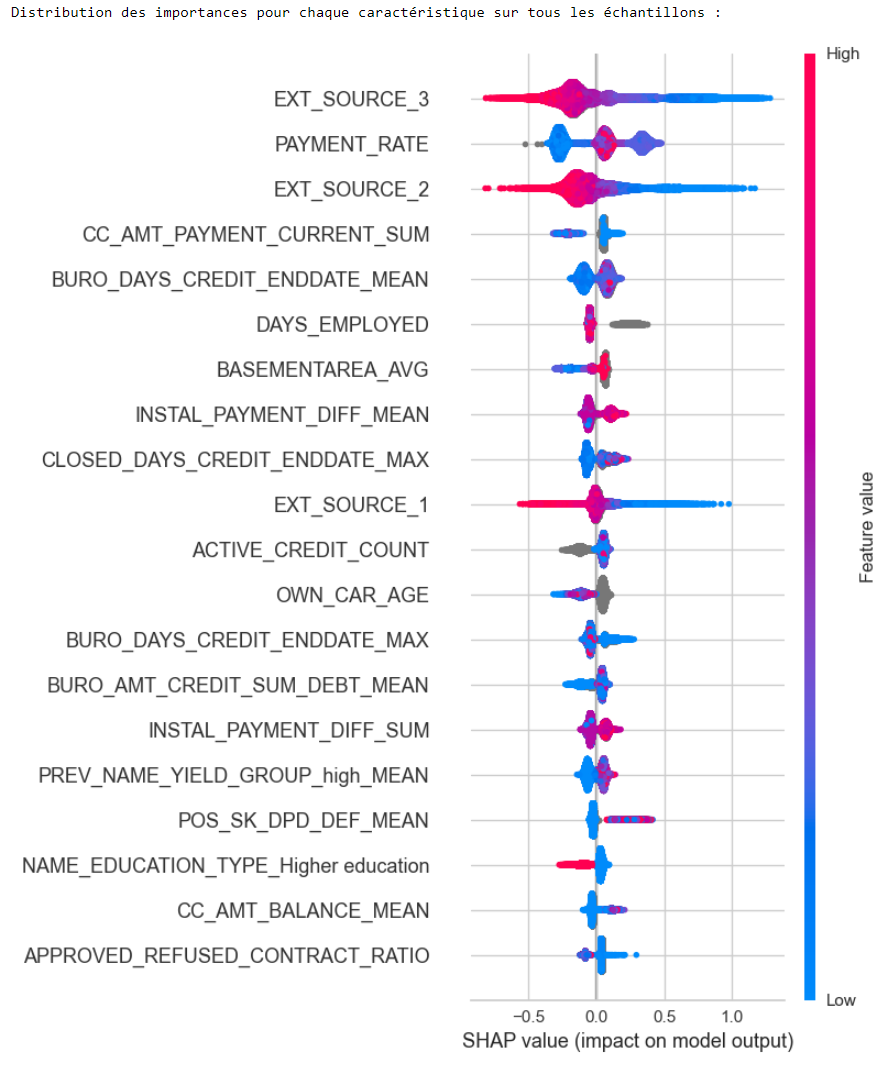 Distribution des importances pour chaque caractéristique sur tous les échantillons :
High
EXT_SOURCE_3
PAYMENT_RATE
EXT_SOURCE_2
CC_AMT_PAYMENT_CURRENT_SUM
BURO_DAYS_CREDIT_ENDDATE_MEAN
DAYS_EMPLOYED
BASEMENTAREA_AVG
INSTAL_PAYMENT_DIFF_MEAN
CLOSED_DAYS_CREDIT_ENDDATE_MAX
EXT_SOURCE_1
ACTIVE_CREDIT_COUNT
OWN_CAR_AGE
BURO_DAYS_CREDIT_ENDDATE_MAX
BURO_AMT_CREDIT_SUM_DEBT_MEAN
INSTAL_PAYMENT_DIFF_SUM
PREV_NAME_YIELD_GROUP_high_MEAN
POS_SK_DPD_DEF_MEAN
NAME_EDUCATION_TYPE_Higher education
CC_AMT_BALANCE_MEAN
APPROVED_REFUSED_CONTRACT_RATIO
Feature value
Low
−0.5 0.0 0.5 1.0
SHAP value (impact on model output)